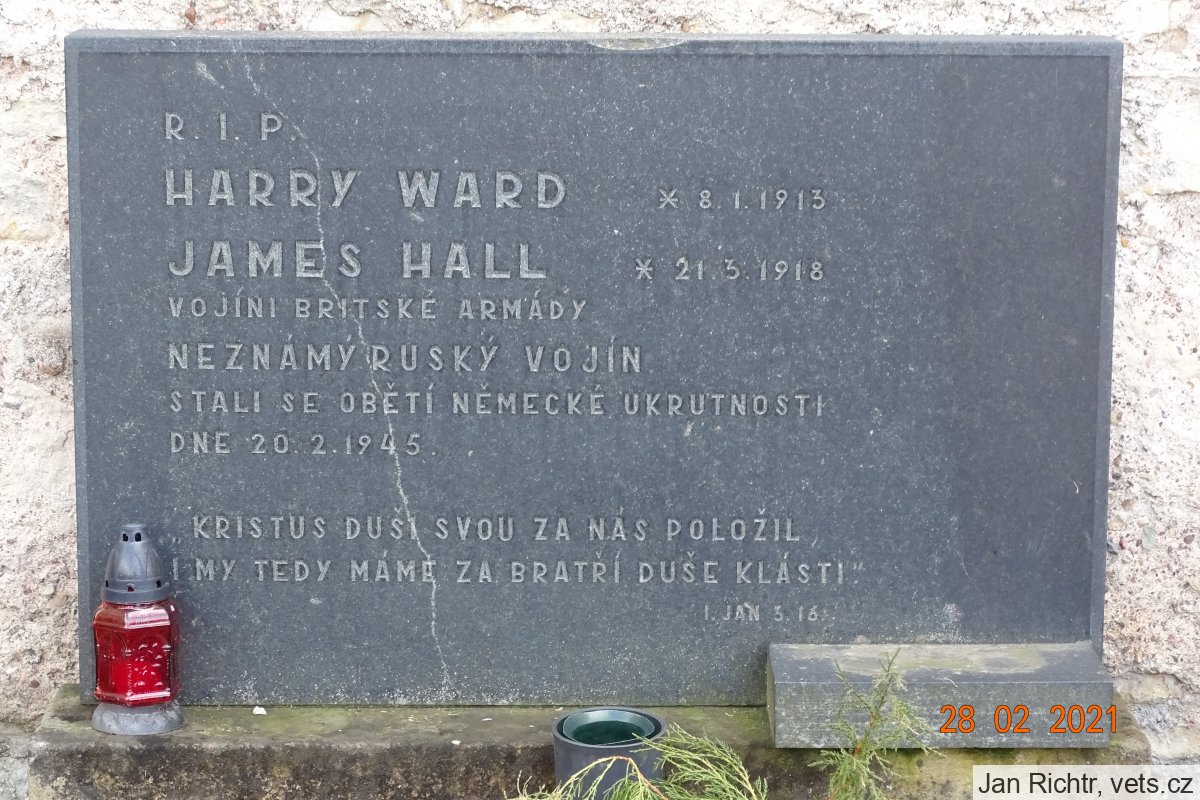 R. I. P.
HARRY WARD * 8. 1. 1913
JAMES HALL * 21. 3. 1918
VOJÍNI BRITSKÉ ARMÁDY
NEZNÁMÝ RUSKÝ VOJÍN
STALI SE OBĚTÍ NĚMECKÉ UKRUTNOSTI
DNE 20. 2. 1945.
KRISTUS DUŠI SVOU ZA NÁS POLOŽIL,
I MY TEDY MÁME ZA BRATŘÍ DUŠE KLÁSTI"
I. JAN 3. 16.
28 02 2021
Jan Richtr, vets.cz